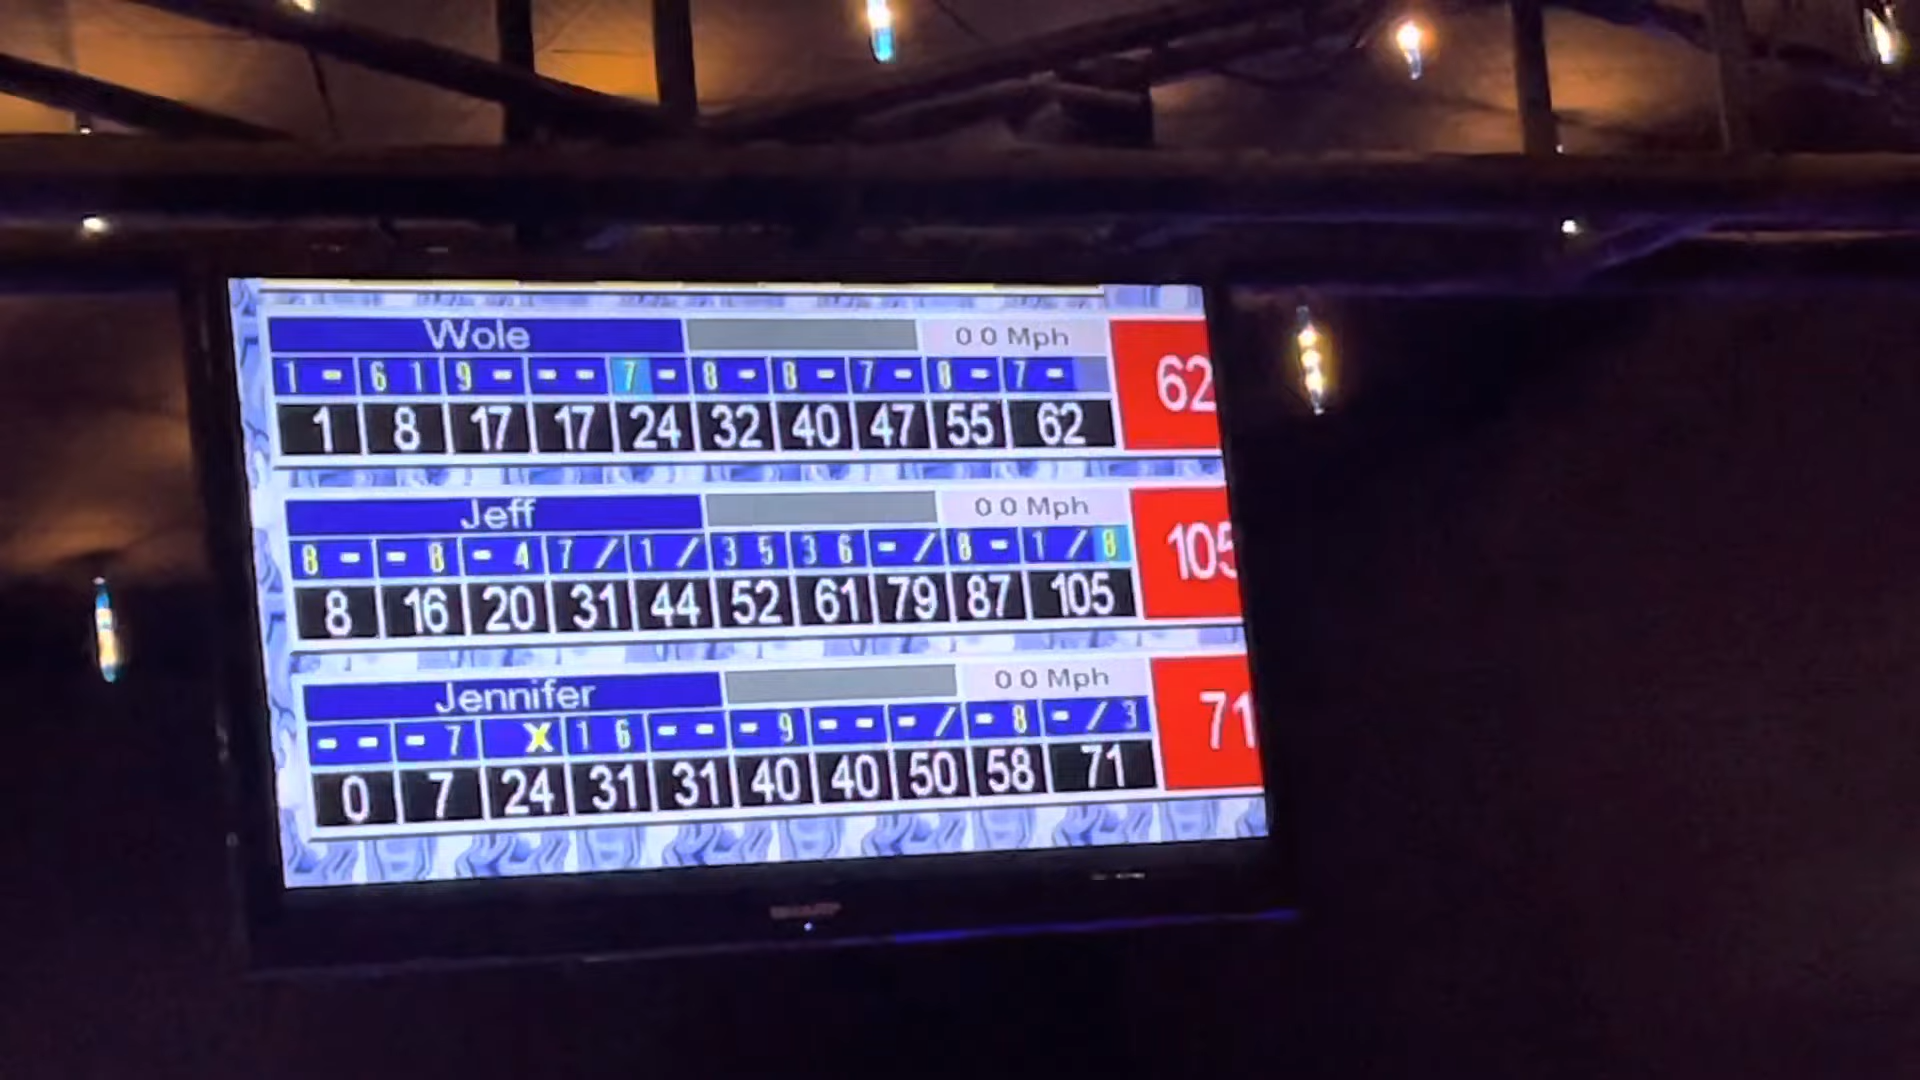 Wole 0 0 Mph
1 - 6 1 9 - - - 7 - 8 - 8 - 7 - 8 - 7 -
1 8 17 17 24 32 40 47 55 62 62
Jeff 0 0 Mph
8 - - 8 - 4 7 / 1 / 3 5 3 6 - / 8 - 1 / 8
8 16 20 31 44 52 61 79 87 105 105
Jennifer 0 0 Mph
- - - 7 X 1 6 - - - 9 - - - / - 8 - / 3
0 7 24 31 31 40 40 50 58 71 71
SHARP